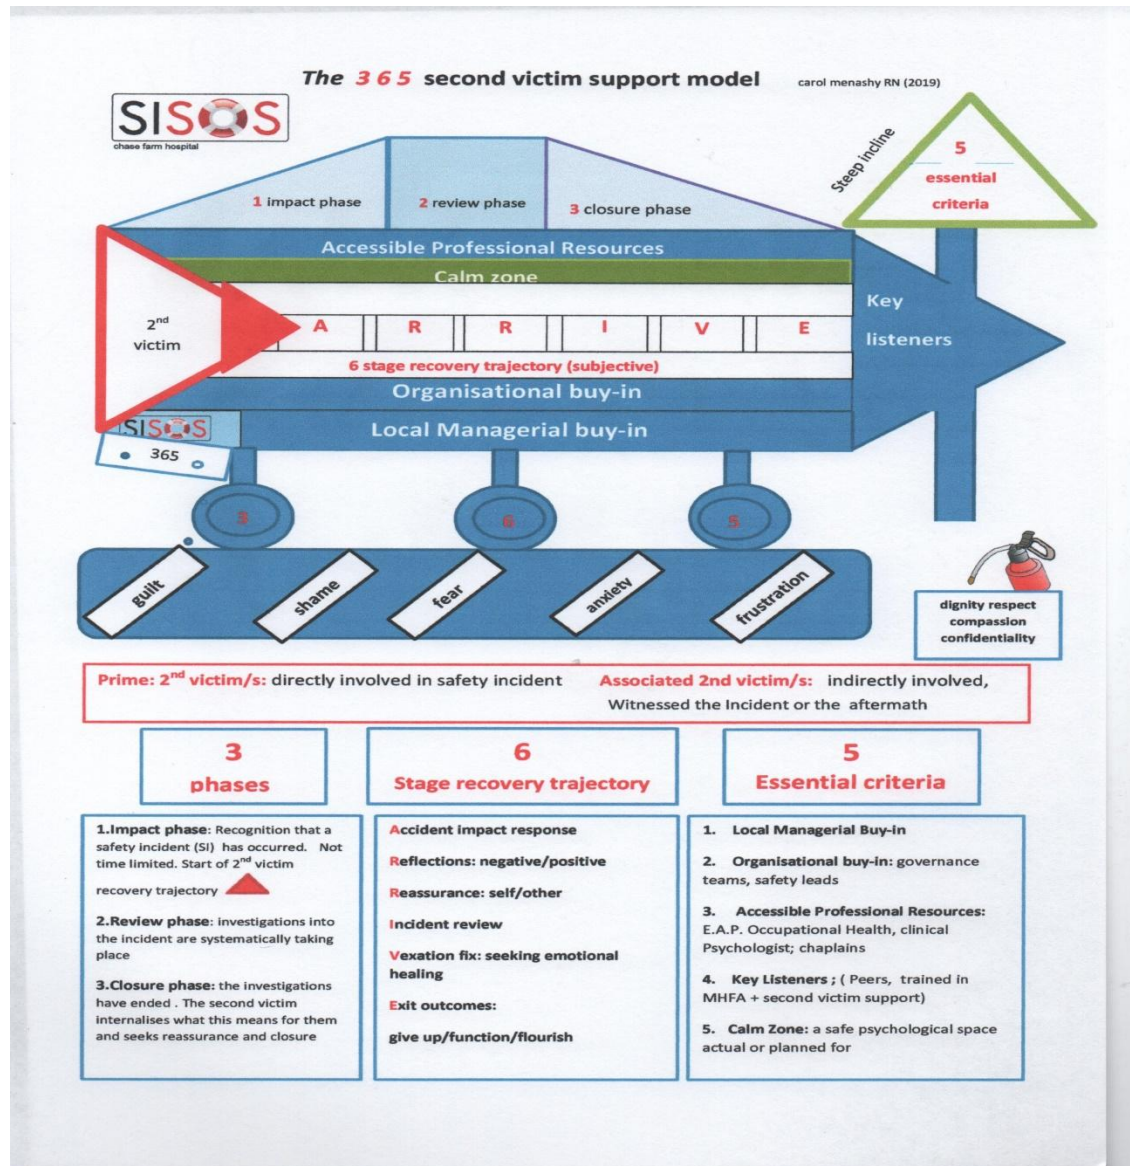 The 3 6 5 second victim support model
carol menashy RN (2019)
SISOS
chase farm hospital
Steep incline
5
essential
criteria
1 impact phase
2 review phase
3 closure phase
Accessible Professional Resources
Calm zone
Key
listeners
2nd
victim
A R R I V E
6 stage recovery trajectory (subjective)
Organisational buy-in
SISOS
Local Managerial buy-in
365
3
6
5
guilt
shame
fear
anxiety
frustration
dignity respect
compassion
confidentiality
Prime: 2nd victim/s: directly involved in safety incident
Associated 2nd victim/s: indirectly involved,
Witnessed the Incident or the aftermath
3
phases
6
Stage recovery trajectory
5
Essential criteria
1.Impact phase: Recognition that a
safety incident (SI) has occurred. Not
time limited. Start of 2nd victim
recovery trajectory
2.Review phase: investigations into
the incident are systematically taking
place
3.Closure phase: the investigations
have ended . The second victim
internalises what this means for them
and seeks reassurance and closure
Accident impact response
Reflections: negative/positive
Reassurance: self/other
Incident review
Vexation fix: seeking emotional
healing
Exit outcomes:
give up/function/flourish
1. Local Managerial Buy-in
2. Organisational buy-in: governance
teams, safety leads
3. Accessible Professional Resources:
E.A.P. Occupational Health, clinical
Psychologist; chaplains
4. Key Listeners ; ( Peers, trained in
MHFA + second victim support)
5. Calm Zone: a safe psychological space
actual or planned for